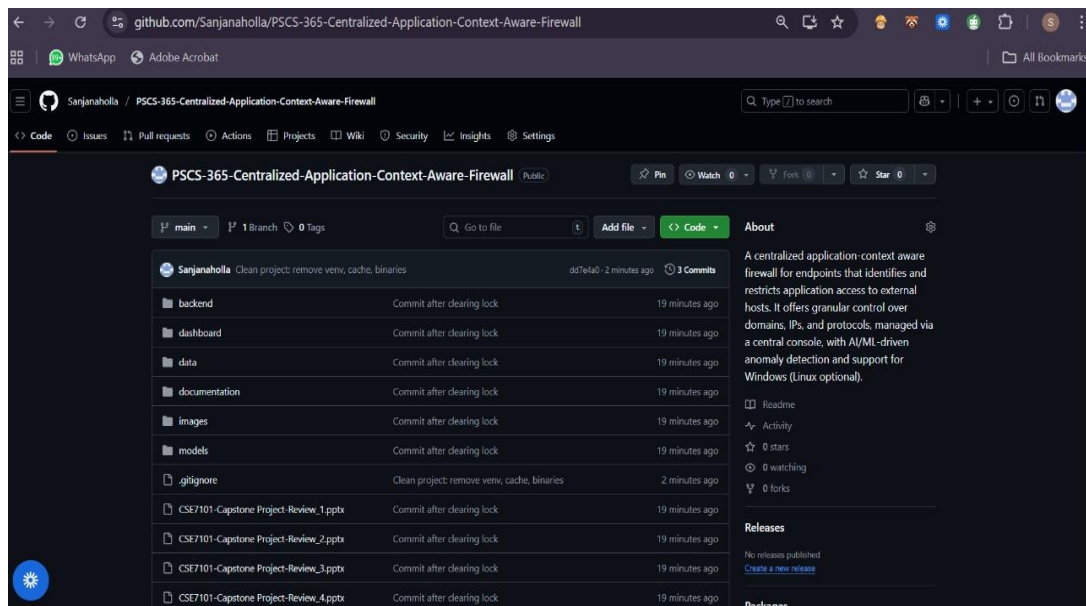 github.com/Sanjanaholla/PSCS-365-Centralized-Application-Context-Aware-Firewall
S
99+ WhatsApp Adobe Acrobat All Bookmarks
Sanjanaholla / PSCS-365-Centralized-Application-Context-Aware-Firewall
Type / to search
Code Issues Pull requests Actions Projects Wiki Security Insights Settings
PSCS-365-Centralized-Application-Context-Aware-Firewall Public
Pin Watch 0 Fork 0 Star 0
main 1 Branch 0 Tags Go to file t Add file Code
Sanjanaholla Clean project: remove venv, cache, binaries dd7e4a0 · 2 minutes ago 3 Commits
backend Commit after clearing lock 19 minutes ago
dashboard Commit after clearing lock 19 minutes ago
data Commit after clearing lock 19 minutes ago
documentation Commit after clearing lock 19 minutes ago
images Commit after clearing lock 19 minutes ago
models Commit after clearing lock 19 minutes ago
.gitignore Clean project: remove venv, cache, binaries 2 minutes ago
CSE7101-Capstone Project-Review_1.pptx Commit after clearing lock 19 minutes ago
CSE7101-Capstone Project-Review_2.pptx Commit after clearing lock 19 minutes ago
CSE7101-Capstone Project-Review_3.pptx Commit after clearing lock 19 minutes ago
CSE7101-Capstone Project-Review_4.pptx Commit after clearing lock 19 minutes ago
About
A centralized application-context aware
firewall for endpoints that identifies and
restricts application access to external
hosts. It offers granular control over
domains, IPs, and protocols, managed via
a central console, with AI/ML-driven
anomaly detection and support for
Windows (Linux optional).
Readme
Activity
0 stars
0 watching
0 forks
Releases
No releases published
Create a new release
Packages